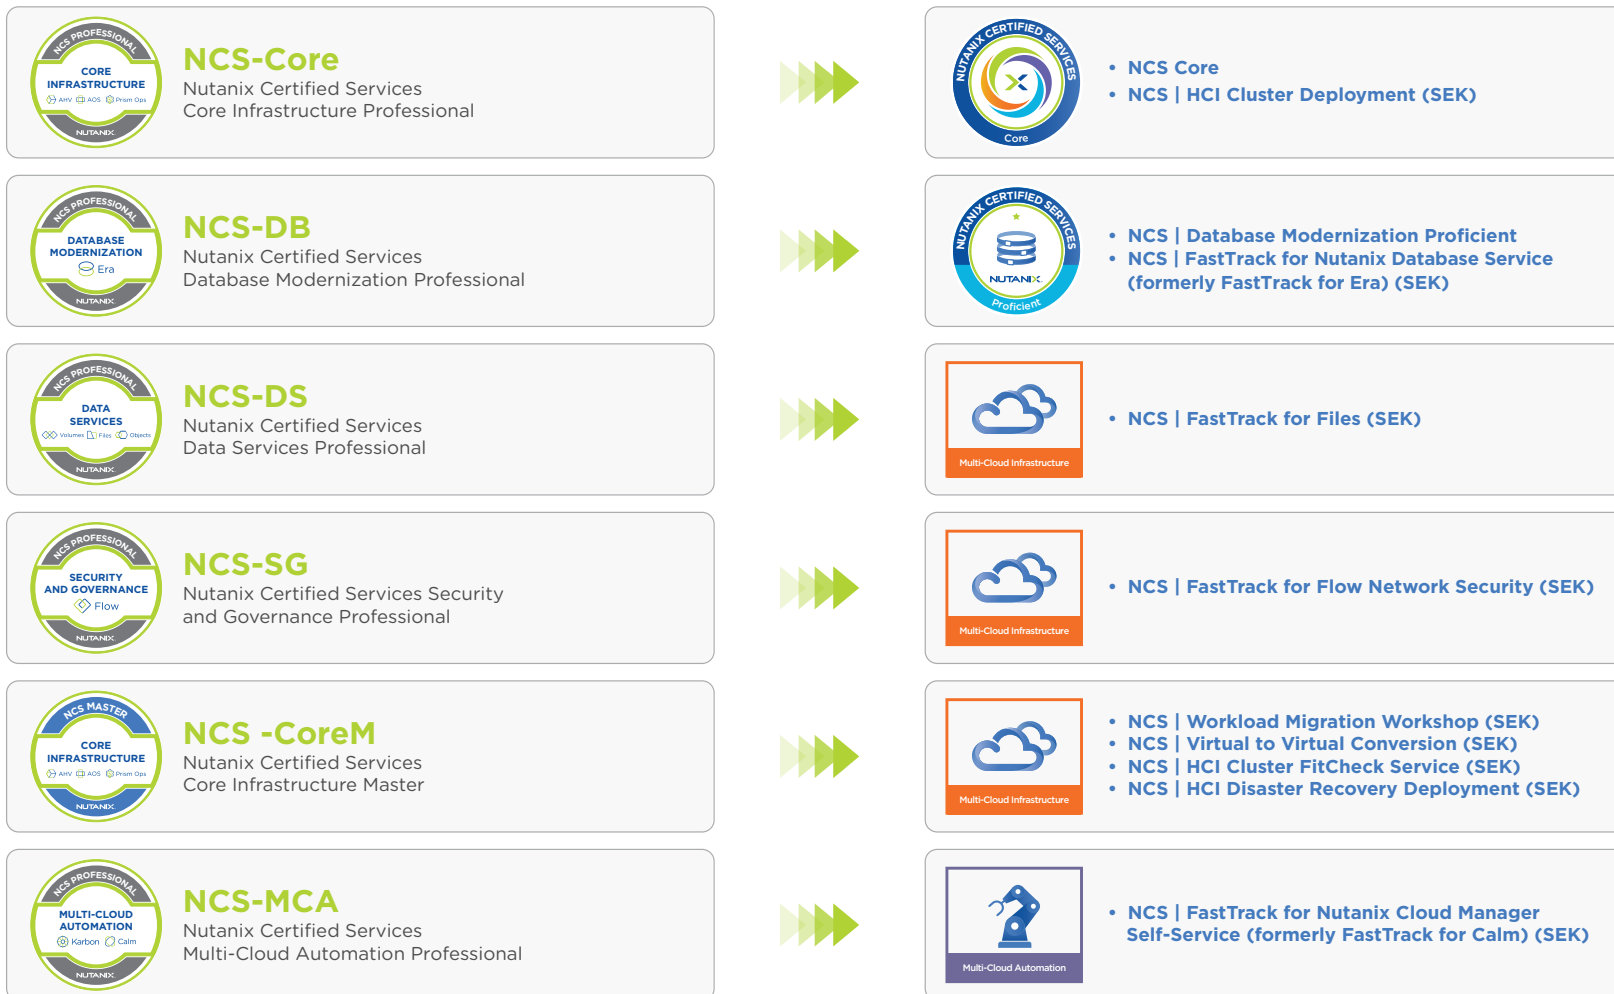 NCS PROFESSIONAL
CORE
INFRASTRUCTURE
AHV AOS Prism Ops
NUTANIX
NCS-Core
Nutanix Certified Services
Core Infrastructure Professional
NUTANIX CERTIFIED SERVICES
Core
• NCS Core
• NCS | HCI Cluster Deployment (SEK)
NCS PROFESSIONAL
DATABASE
MODERNIZATION
Era
NUTANIX
NCS-DB
Nutanix Certified Services
Database Modernization Professional
NUTANIX CERTIFIED SERVICES
NUTANIX
Proficient
• NCS | Database Modernization Proficient
• NCS | FastTrack for Nutanix Database Service
(formerly FastTrack for Era) (SEK)
NCS PROFESSIONAL
DATA
SERVICES
Volumes Files Objects
NUTANIX
NCS-DS
Nutanix Certified Services
Data Services Professional
Multi-Cloud Infrastructure
• NCS | FastTrack for Files (SEK)
NCS PROFESSIONAL
SECURITY
AND GOVERNANCE
Flow
NUTANIX
NCS-SG
Nutanix Certified Services Security
and Governance Professional
Multi-Cloud Infrastructure
• NCS | FastTrack for Flow Network Security (SEK)
NCS MASTER
CORE
INFRASTRUCTURE
AHV AOS Prism Ops
NUTANIX
NCS -CoreM
Nutanix Certified Services
Core Infrastructure Master
Multi-Cloud Infrastructure
• NCS | Workload Migration Workshop (SEK)
• NCS | Virtual to Virtual Conversion (SEK)
• NCS | HCI Cluster FitCheck Service (SEK)
• NCS | HCI Disaster Recovery Deployment (SEK)
NCS PROFESSIONAL
MULTI-CLOUD
AUTOMATION
Karbon Calm
NUTANIX
NCS-MCA
Nutanix Certified Services
Multi-Cloud Automation Professional
Multi-Cloud Automation
• NCS | FastTrack for Nutanix Cloud Manager
Self-Service (formerly FastTrack for Calm) (SEK)